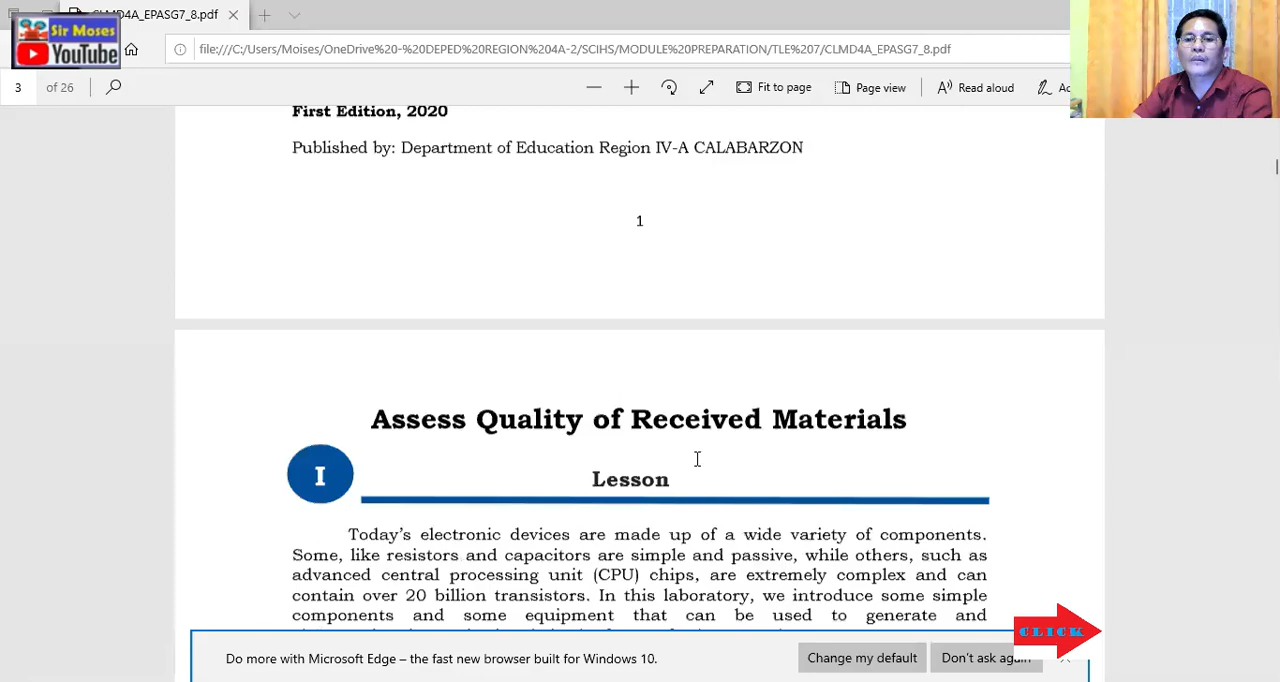 CLMD4A_EPASG7_8.pdf
Sir Moses
YouTube
file:///C:/Users/Moises/OneDrive%20-%20DEPED%20REGION%204A-2/SCIHS/MODULE%20PREPARATION/TLE%207/CLMD4A_EPASG7_8.pdf
3 of 26
Fit to page
Page view
Read aloud
First Edition, 2020
Published by: Department of Education Region IV-A CALABARZON
1
Assess Quality of Received Materials
I
Lesson
Today's electronic devices are made up of a wide variety of components.
Some, like resistors and capacitors are simple and passive, while others, such as
advanced central processing unit (CPU) chips, are extremely complex and can
contain over 20 billion transistors. In this laboratory, we introduce some simple
components and some equipment that can be used to generate and
CLICK
Do more with Microsoft Edge – the fast new browser built for Windows 10.
Change my default
Don't ask again